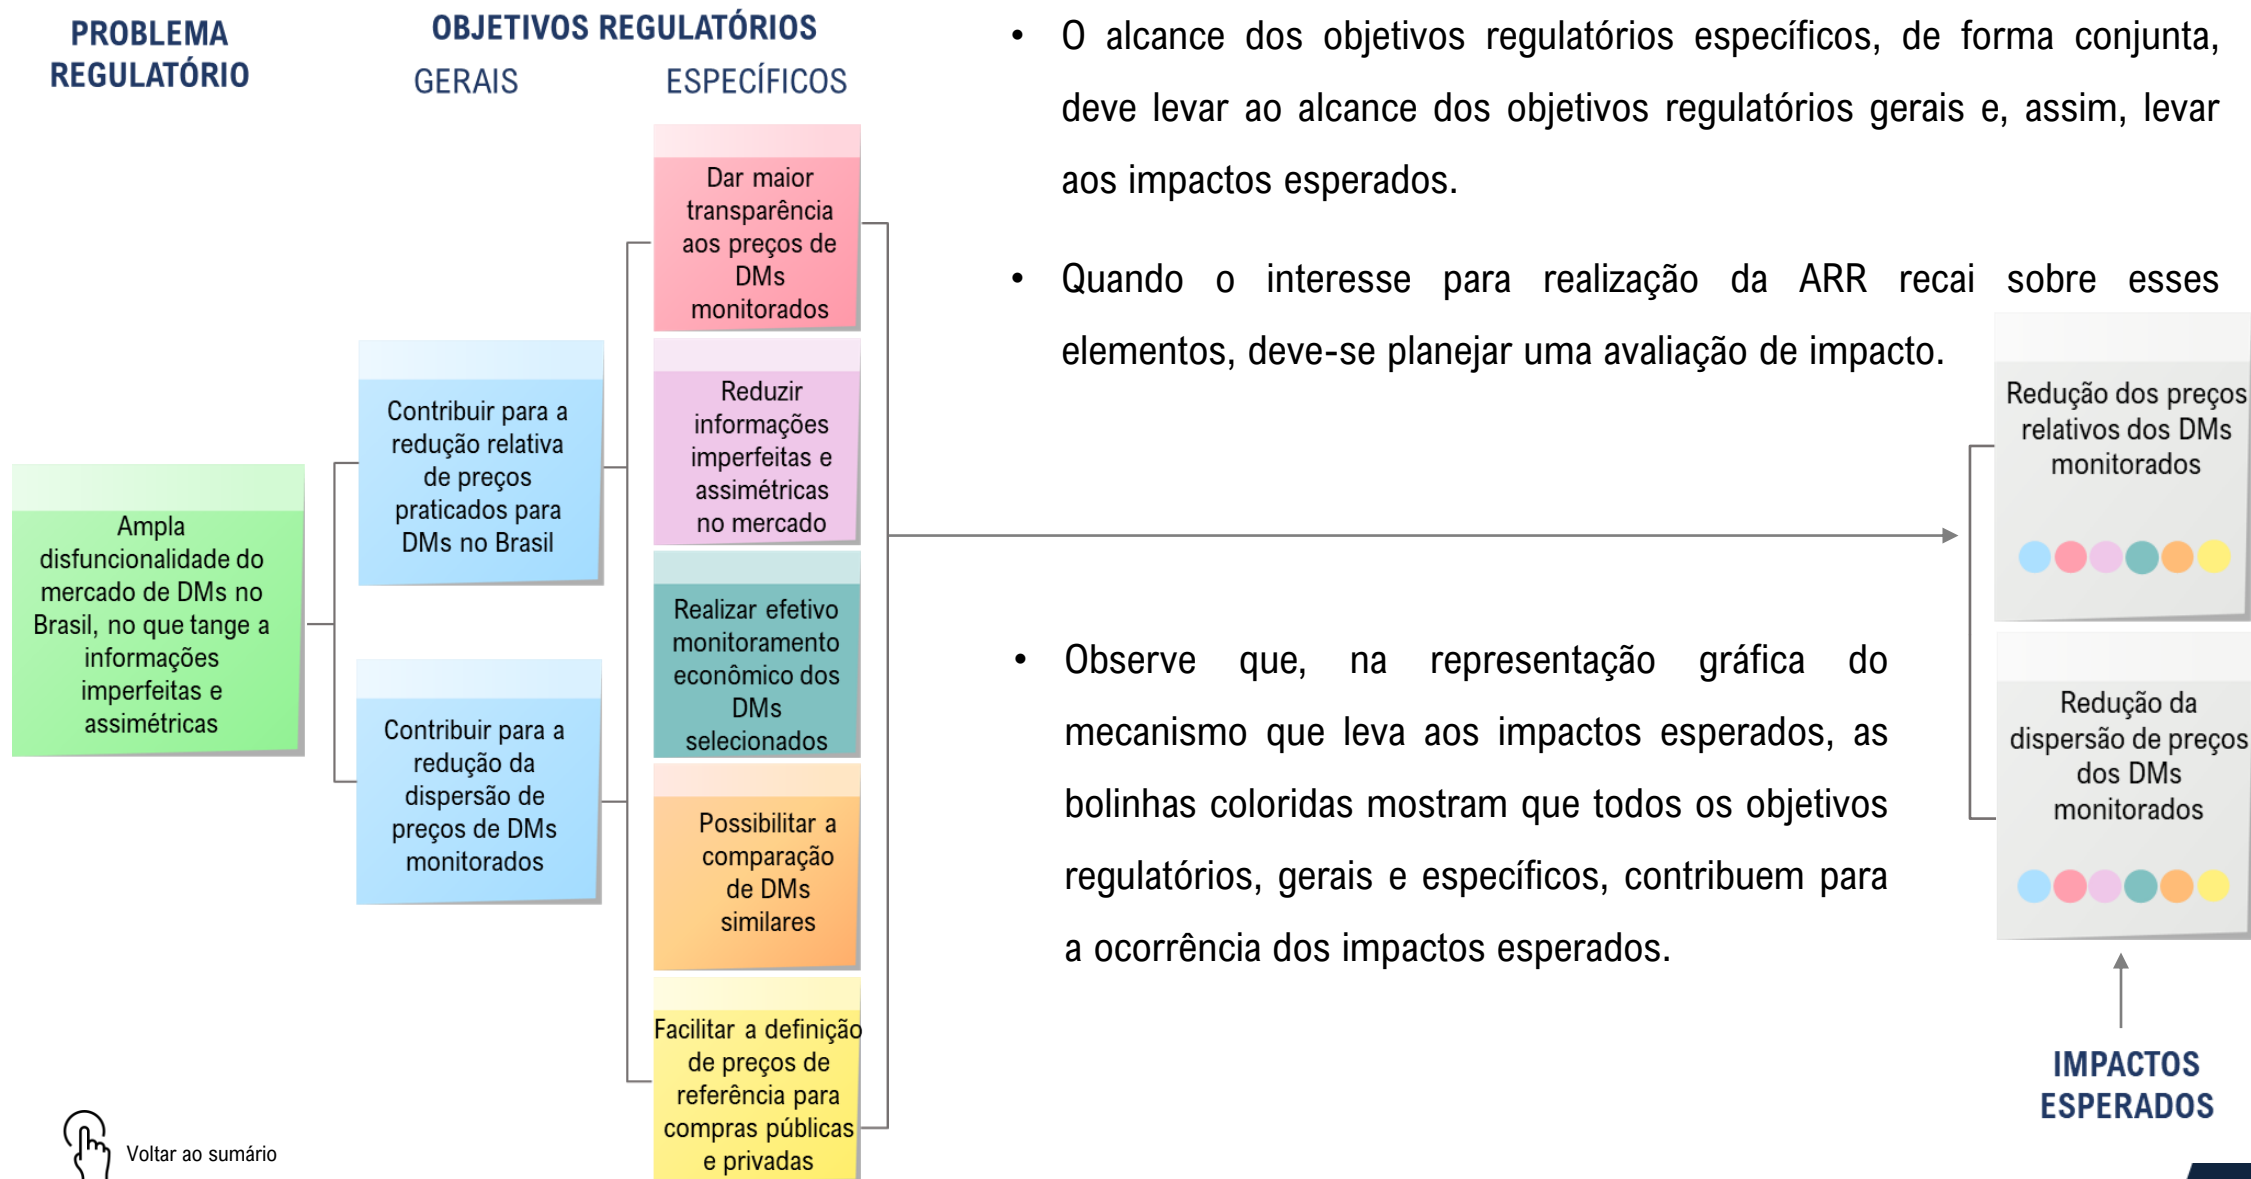 PROBLEMA
REGULATÓRIO
OBJETIVOS REGULATÓRIOS
GERAIS
ESPECÍFICOS
Ampla
disfuncionalidade do
mercado de DMs no
Brasil, no que tange a
informações
imperfeitas e
assimétricas
Contribuir para a
redução relativa
de preços
praticados para
DMs no Brasil
Contribuir para a
redução da
dispersão de
preços de DMs
monitorados
Dar maior
transparência
aos preços de
DMs
monitorados
Reduzir
informações
imperfeitas e
assimétricas
no mercado
Realizar efetivo
monitoramento
econômico dos
DMs
selecionados
Possibilitar a
comparação
de DMs
similares
Facilitar a definição
de preços de
referência para
compras públicas
e privadas
• O alcance dos objetivos regulatórios específicos, de forma conjunta,
deve levar ao alcance dos objetivos regulatórios gerais e, assim, levar
aos impactos esperados.
• Quando o interesse para realização da ARR recai sobre esses
elementos, deve-se planejar uma avaliação de impacto.
• Observe que, na representação gráfica do
mecanismo que leva aos impactos esperados, as
bolinhas coloridas mostram que todos os objetivos
regulatórios, gerais e específicos, contribuem para
a ocorrência dos impactos esperados.
Redução dos preços
relativos dos DMs
monitorados
Redução da
dispersão de preços
dos DMs
monitorados
IMPACTOS
ESPERADOS
Voltar ao sumário